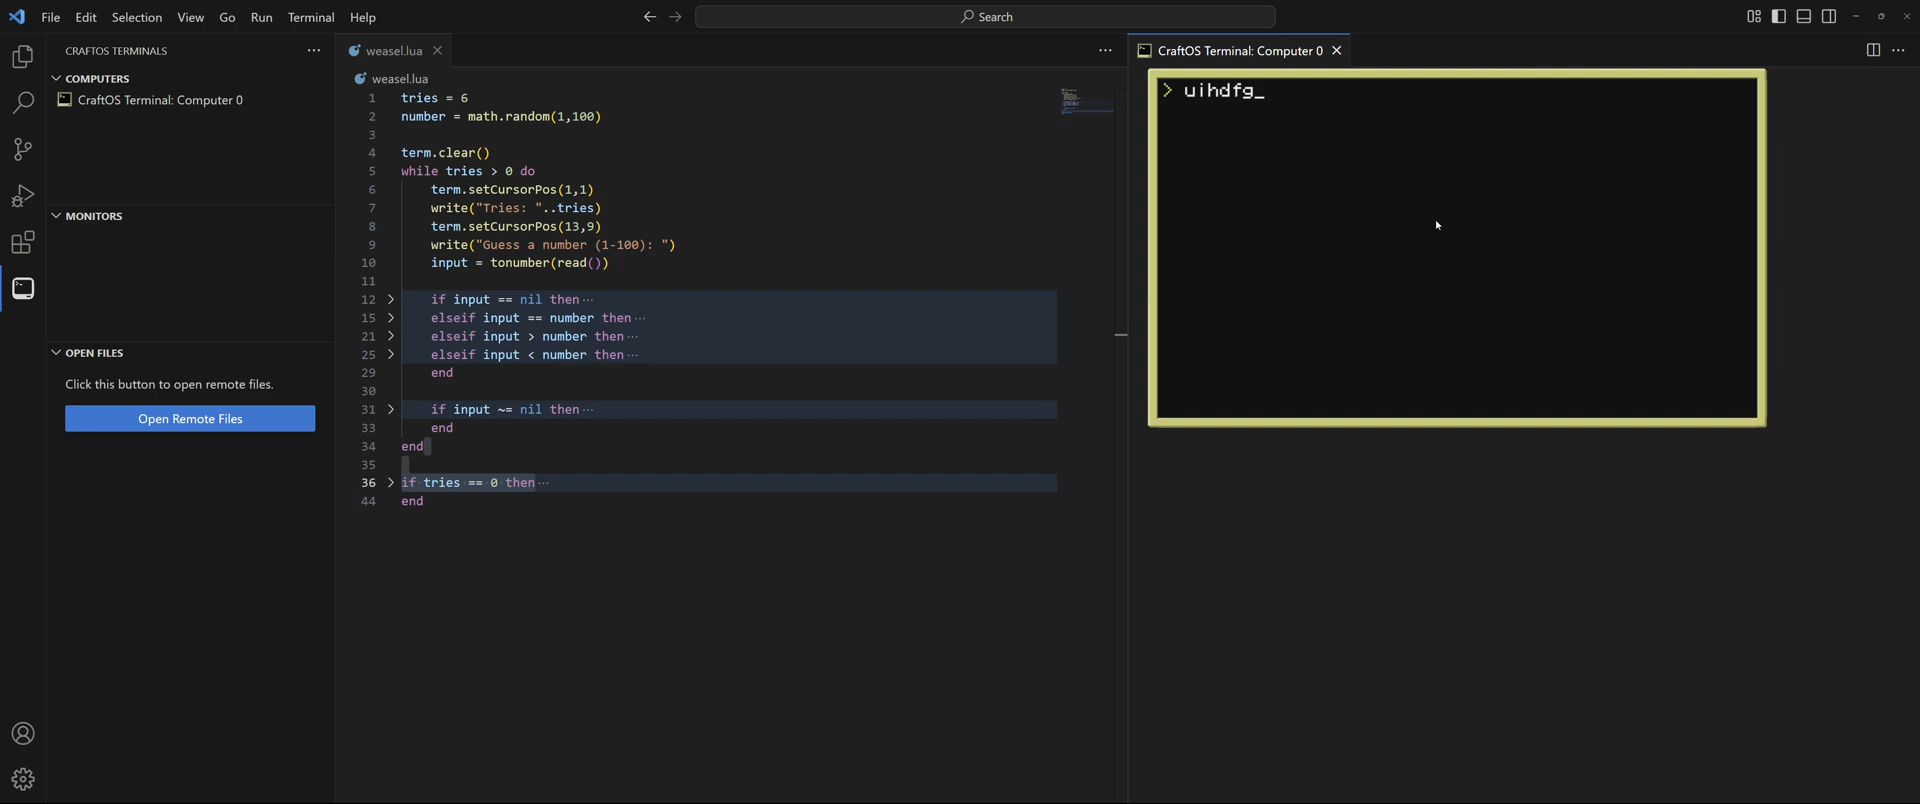 File Edit Selection View Go Run Terminal Help
Search
CRAFTOS TERMINALS
COMPUTERS
CraftOS Terminal: Computer 0
MONITORS
OPEN FILES
Click this button to open remote files.
Open Remote Files
weasel.lua
weasel.lua
1 tries = 6
2 number = math.random(1,100)
3
4 term.clear()
5 while tries > 0 do
6 term.setCursorPos(1,1)
7 write("Tries: "..tries)
8 term.setCursorPos(13,9)
9 write("Guess a number (1-100): ")
10 input = tonumber(read())
11
12 if input == nil then···
15 elseif input == number then···
21 elseif input > number then···
25 elseif input < number then···
29 end
30
31 if input ~= nil then···
33 end
34 end
35
36 if·tries·==·0·then···
44 end
CraftOS Terminal: Computer 0
> uihdfg_